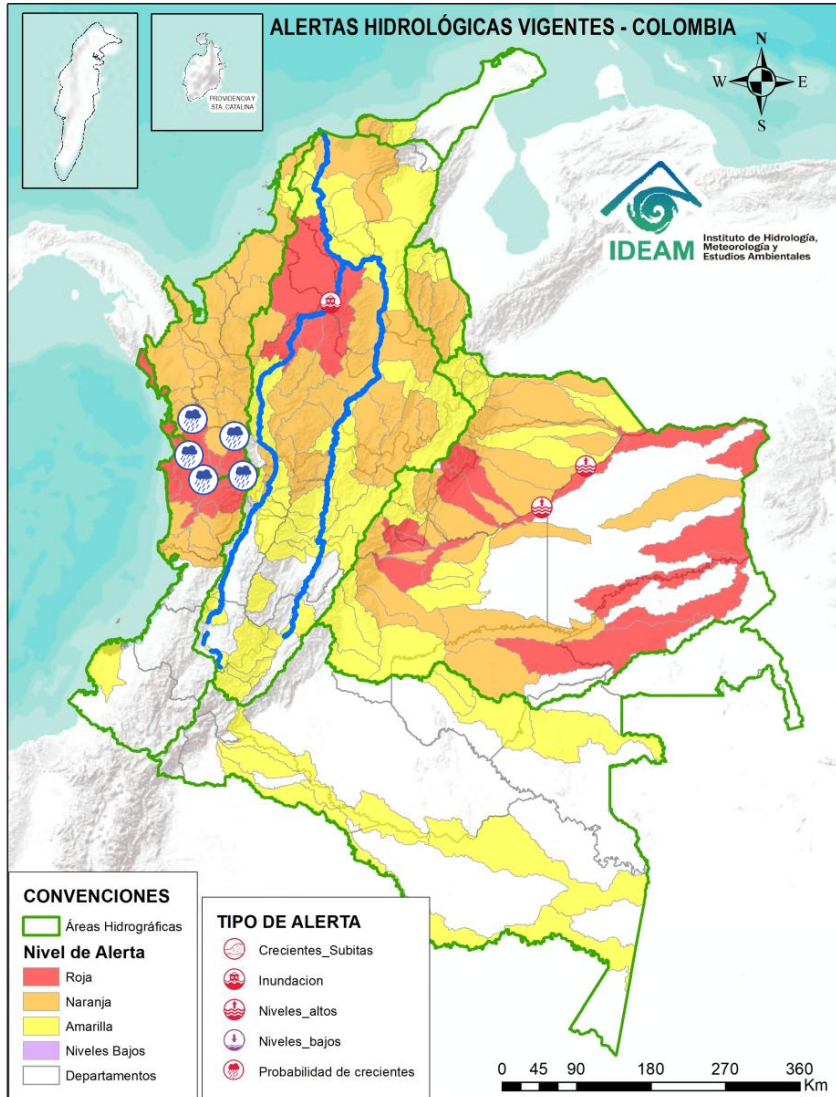 ALERTAS HIDROLÓGICAS VIGENTES - COLOMBIA
PROVIDENCIA Y
STA. CATALINA
N
W
E
S
IDEAM
Instituto de Hidrología,
Meteorología y
Estudios Ambientales
CONVENCIONES
Áreas Hidrográficas
Nivel de Alerta
Roja
Naranja
Amarilla
Niveles Bajos
Departamentos
TIPO DE ALERTA
Crecientes_Subitas
Inundacion
Niveles_altos
Niveles_bajos
Probabilidad de crecientes
0 45 90 180 270 360
Km